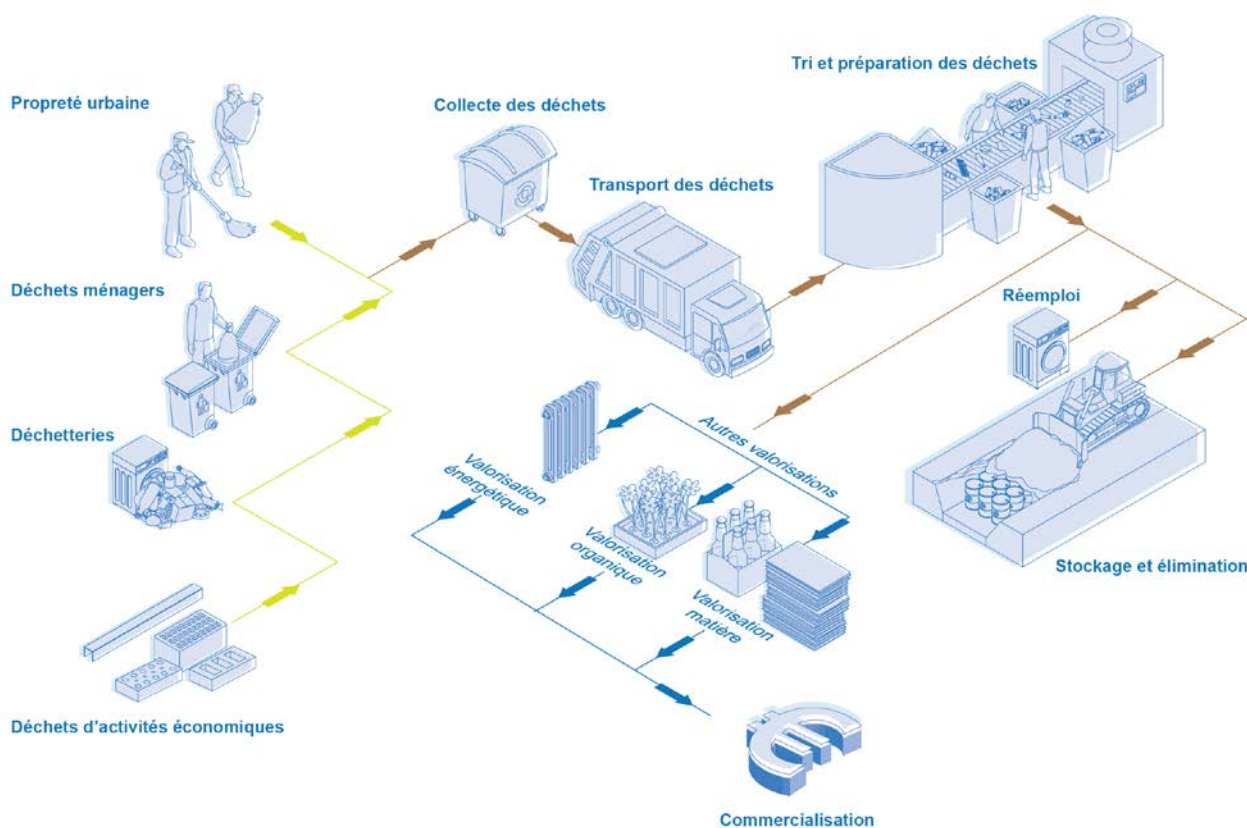 Propreté urbaine
Collecte des déchets
Tri et préparation des déchets
Transport des déchets
Déchets ménagers
Réemploi
Déchetteries
Autres valorisations
Valorisation
énergétique
Valorisation
organique
Valorisation
matière
Stockage et élimination
Déchets d'activités économiques
Commercialisation